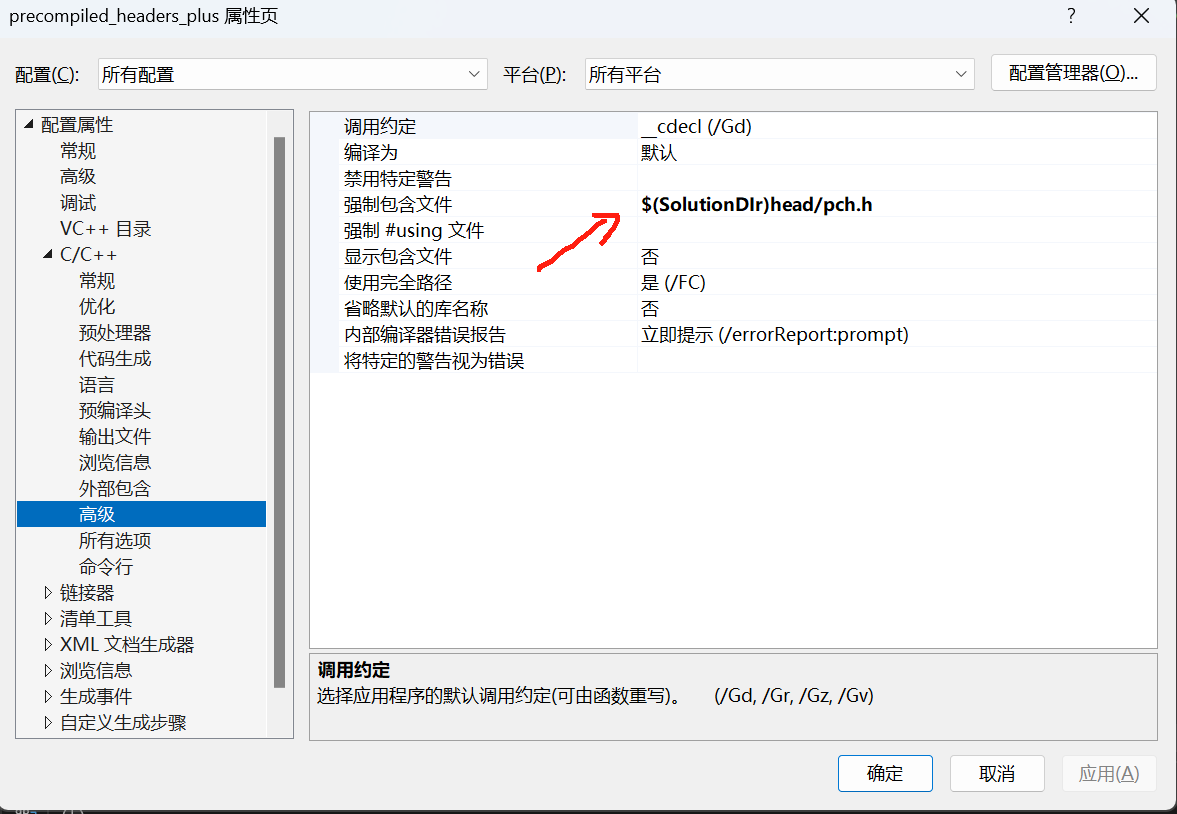 precompiled_headers_plus 属性页
?
配置(C):
所有配置
平台(P):
所有平台
配置管理器(O)...
配置属性
常规
高级
调试
VC++ 目录
C/C++
常规
优化
预处理器
代码生成
语言
预编译头
输出文件
浏览信息
外部包含
高级
所有选项
命令行
链接器
清单工具
XML 文档生成器
浏览信息
生成事件
自定义生成步骤
调用约定 __cdecl (/Gd)
编译为 默认
禁用特定警告
强制包含文件 $(SolutionDIr)head/pch.h
强制 #using 文件
显示包含文件 否
使用完全路径 是 (/FC)
省略默认的库名称 否
内部编译器错误报告 立即提示 (/errorReport:prompt)
将特定的警告视为错误
调用约定
选择应用程序的默认调用约定(可由函数重写)。 (/Gd, /Gr, /Gz, /Gv)
确定
取消
应用(A)